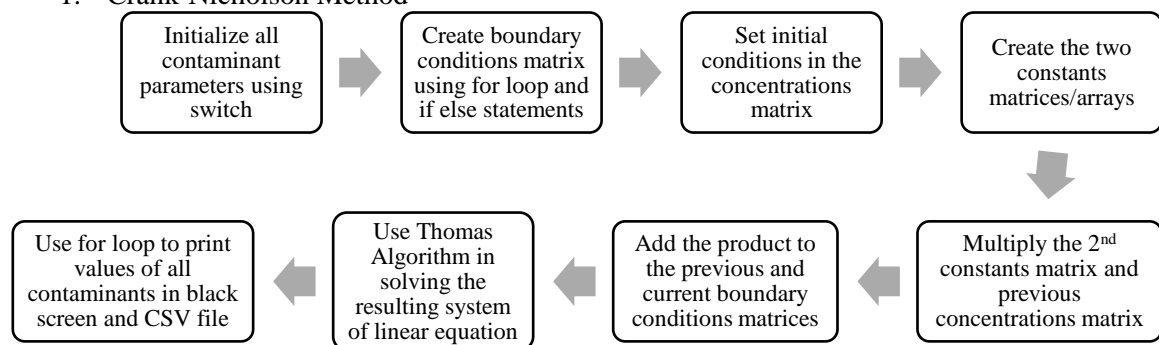 1. Crank-Nicholson Method
Initialize all
contaminant
parameters using
switch
Create boundary
conditions matrix
using for loop and
if else statements
Set initial
conditions in the
concentrations
matrix
Create the two
constants
matrices/arrays
Multiply the 2nd
constants matrix and
previous
concentrations matrix
Add the product to
the previous and
current boundary
conditions matrices
Use Thomas
Algorithm in
solving the
resulting system
of linear equation
Use for loop to print
values of all
contaminants in black
screen and CSV file